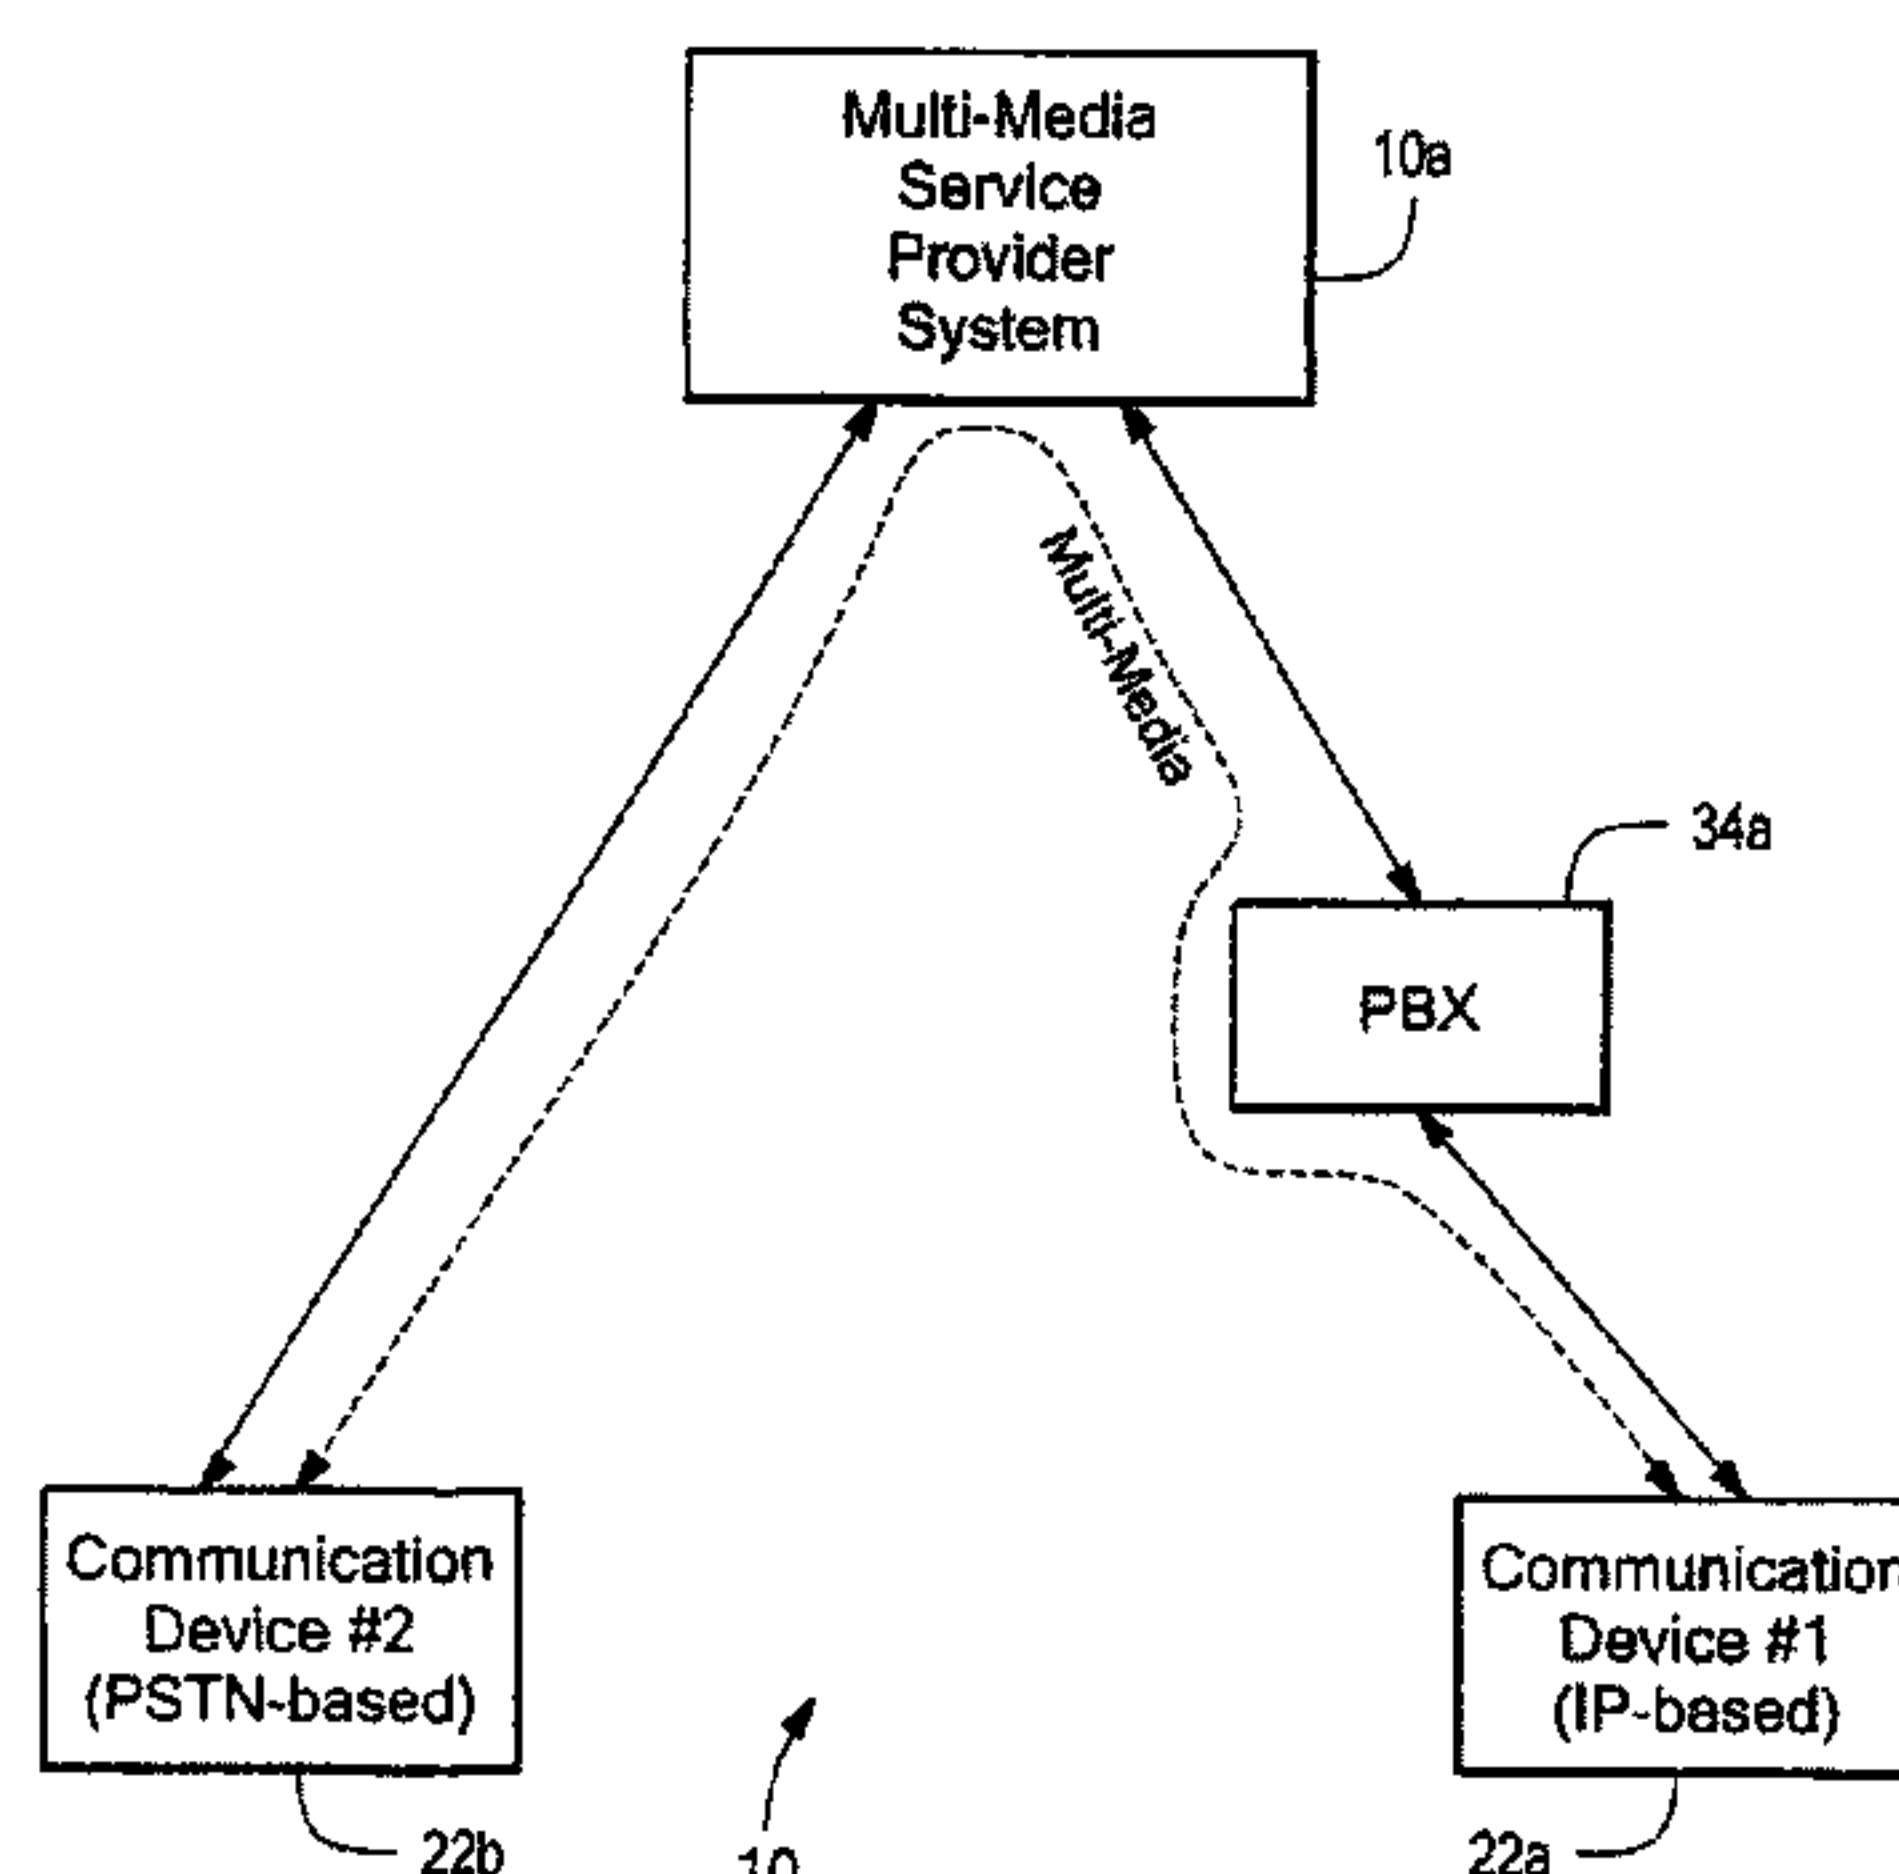 Multi-Media
Service
Provider
System
10a
Multi-Media
34a
PBX
Communication
Device #2
(PSTN-based)
Communication
Device #1
(IP-based)
22b
10
22a